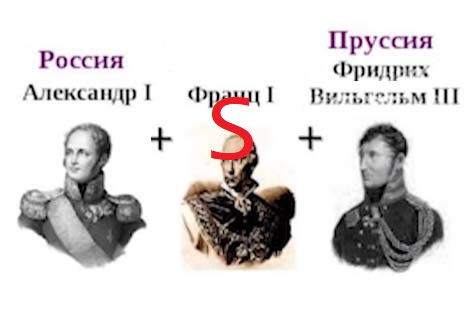 Россия
Александр I
+
Франц I
S
+
Пруссия
Фридрих
Вильгельм III